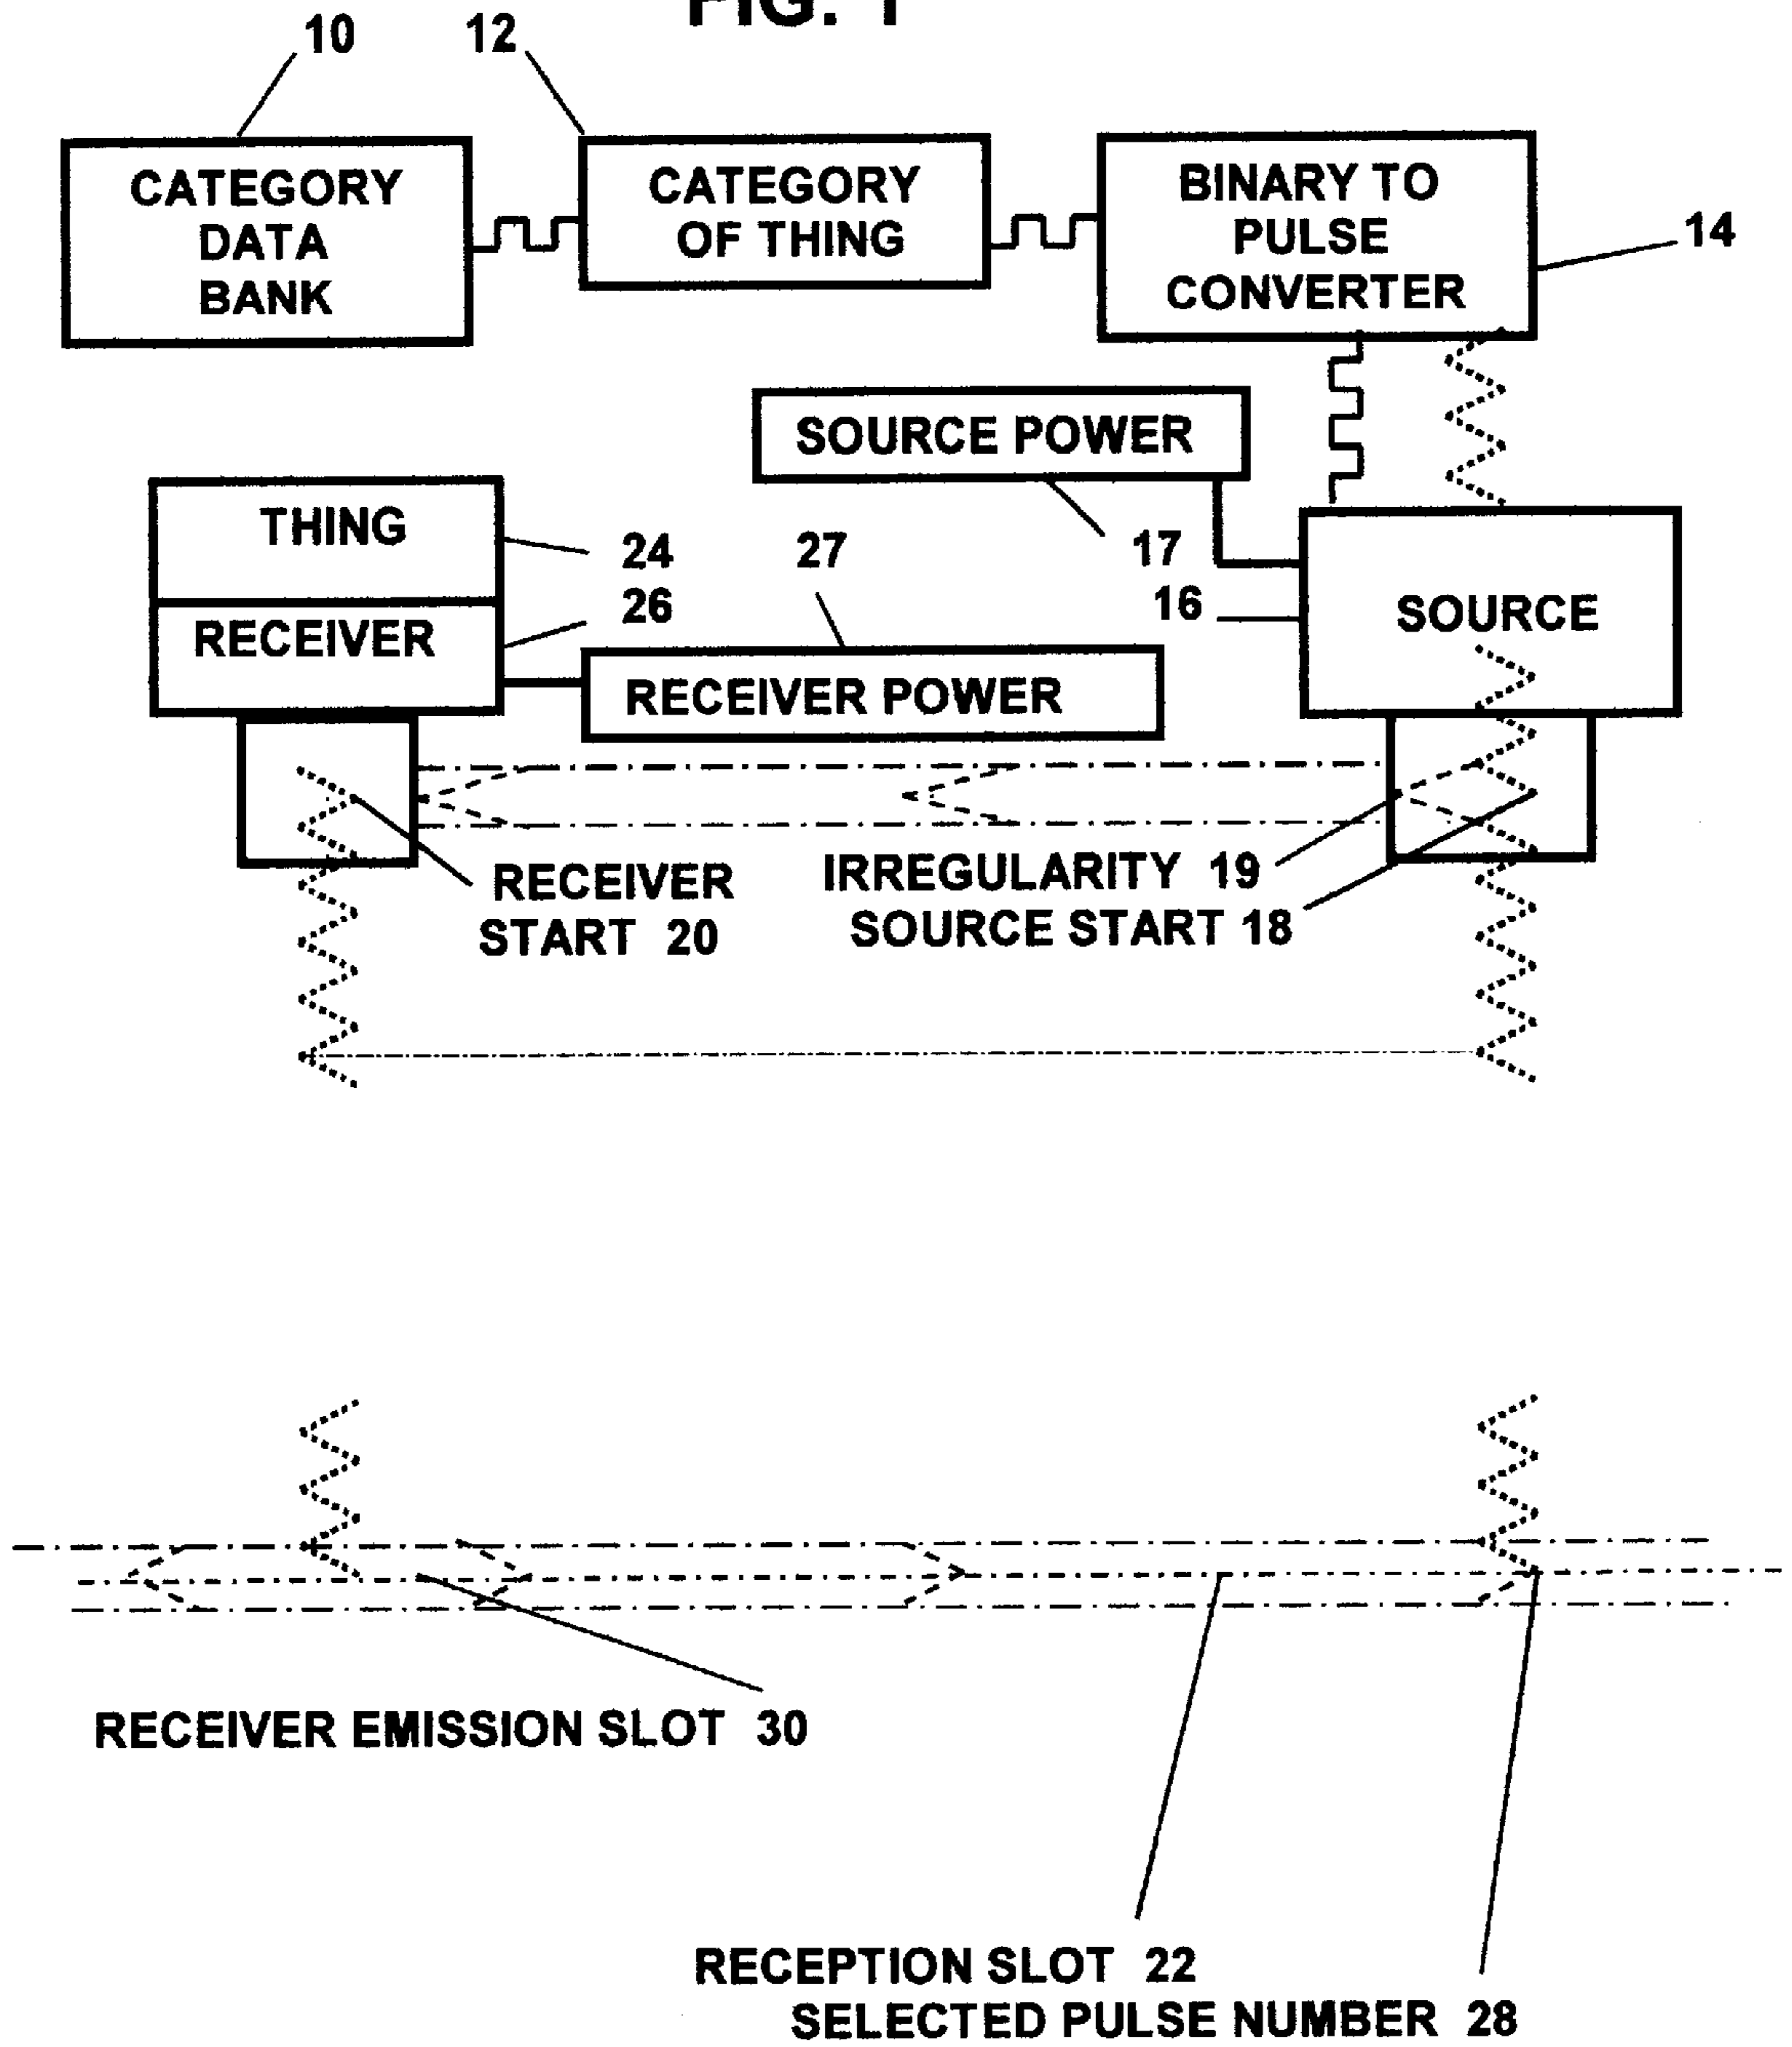 FIG. 1
10
12
CATEGORY
DATA
BANK
CATEGORY
OF THING
BINARY TO
PULSE
CONVERTER
14
SOURCE POWER
THING
24
27
17
26
16
RECEIVER
SOURCE
RECEIVER POWER
RECEIVER
START 20
IRREGULARITY 19
SOURCE START 18
RECEIVER EMISSION SLOT 30
RECEPTION SLOT 22
SELECTED PULSE NUMBER 28